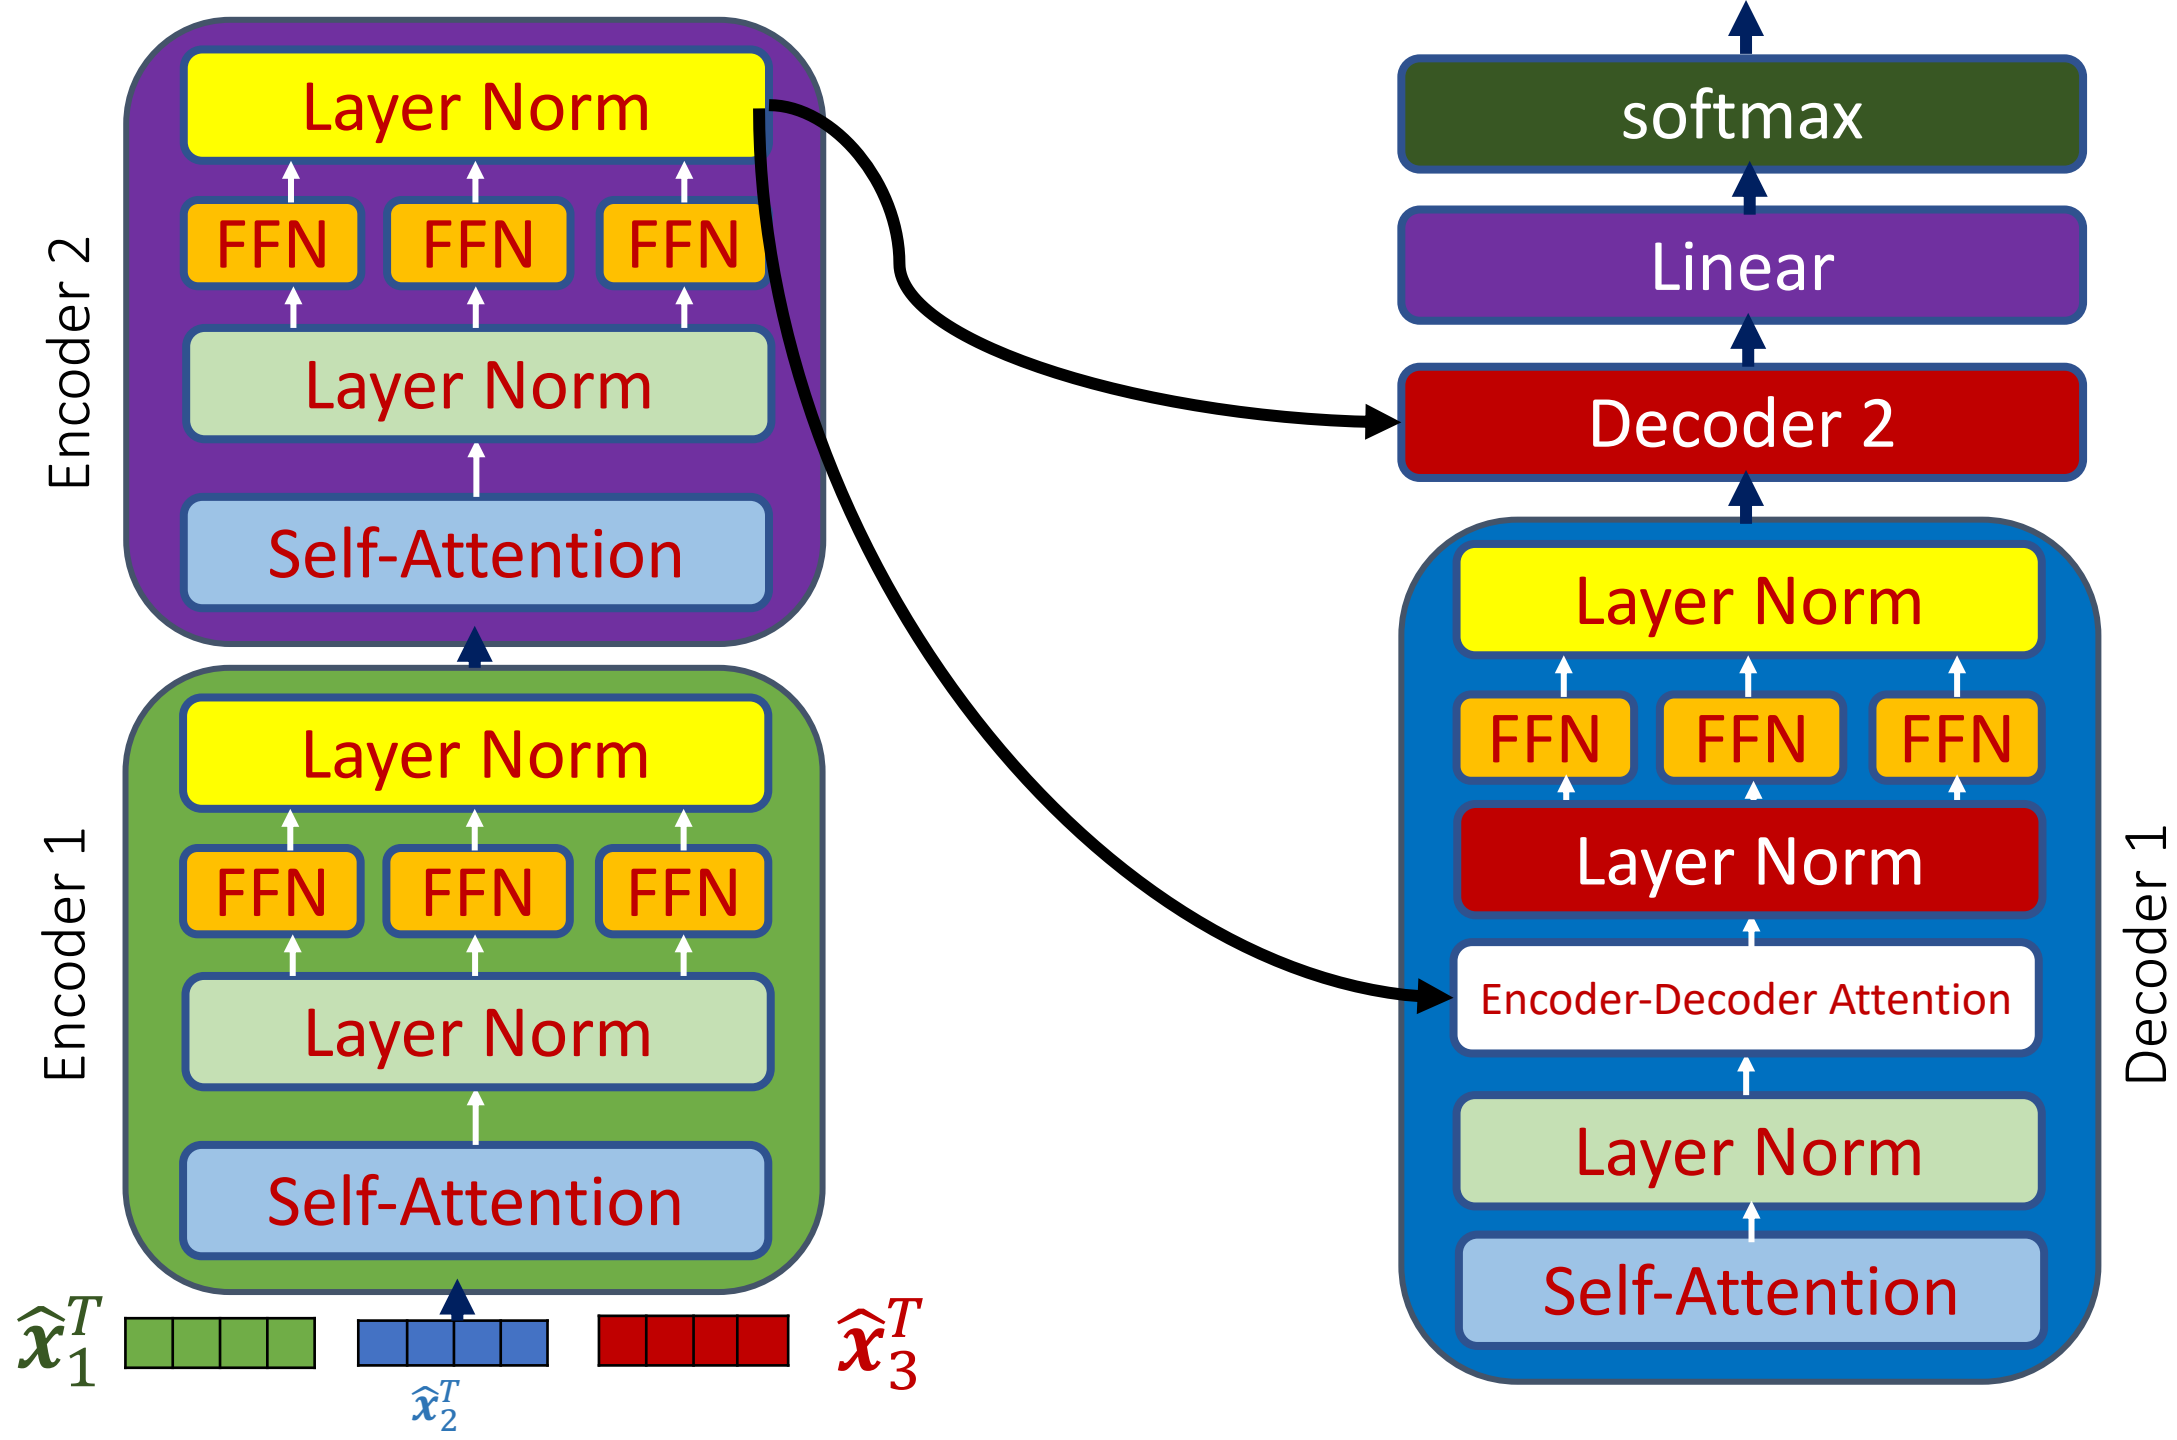 Encoder 2
Layer Norm
FFN FFN FFN
Layer Norm
Self-Attention
Encoder 1
Layer Norm
FFN FFN FFN
Layer Norm
Self-Attention
x̂₁ᵀ
x̂₂ᵀ
x̂₃ᵀ
softmax
Linear
Decoder 2
Decoder 1
Layer Norm
FFN FFN FFN
Layer Norm
Encoder-Decoder Attention
Layer Norm
Self-Attention